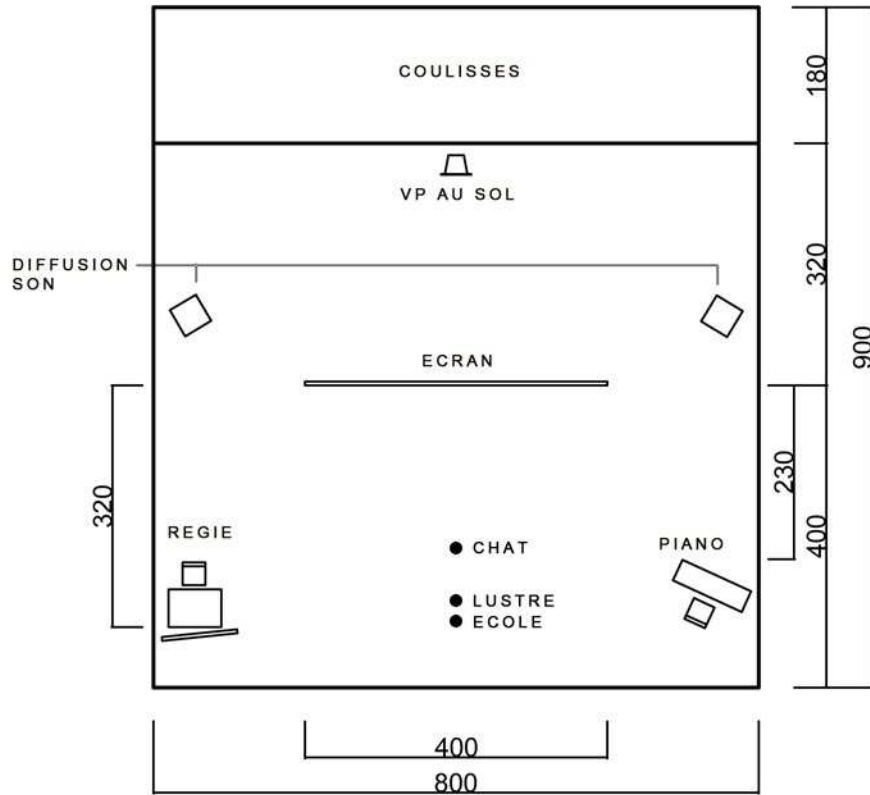 COULISSES
180
VP AU SOL
DIFFUSION
SON
320
900
ECRAN
320
230
400
REGIE
CHAT
PIANO
LUSTRE
ECOLE
400
800